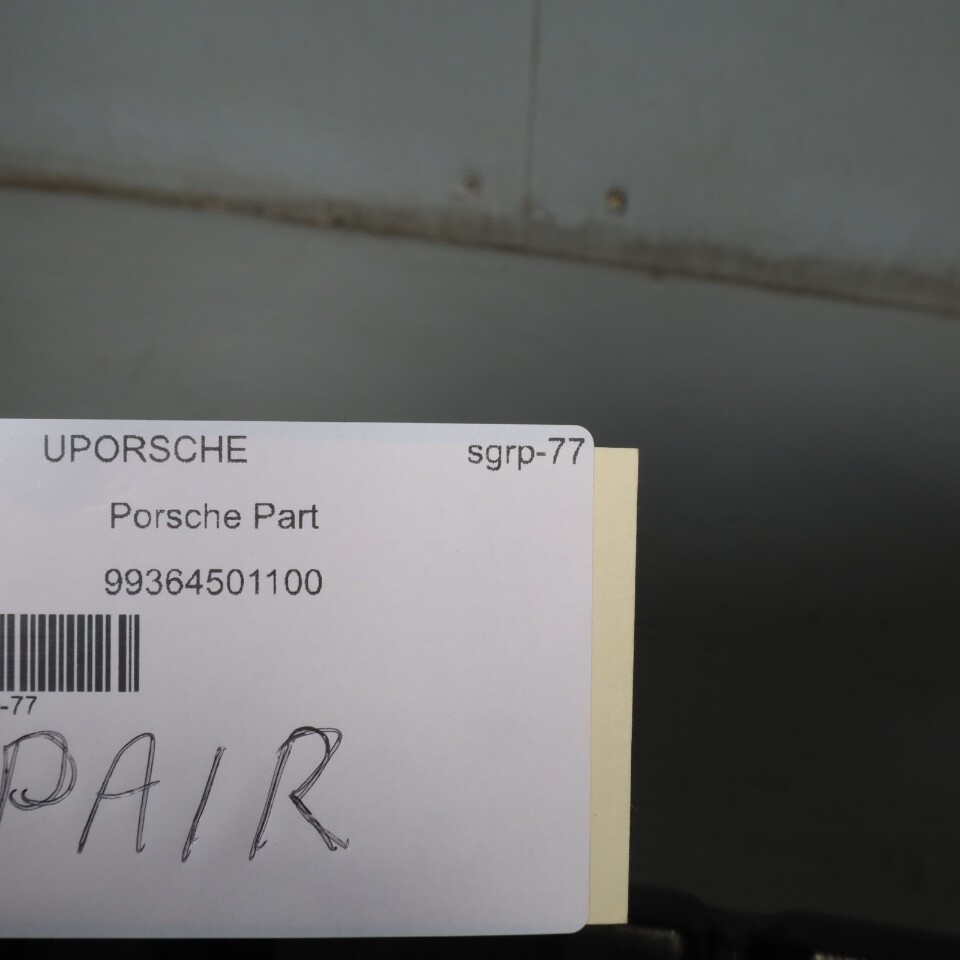 UPORSCHE sgrp-77
Porsche Part
99364501100
-77
PAIR